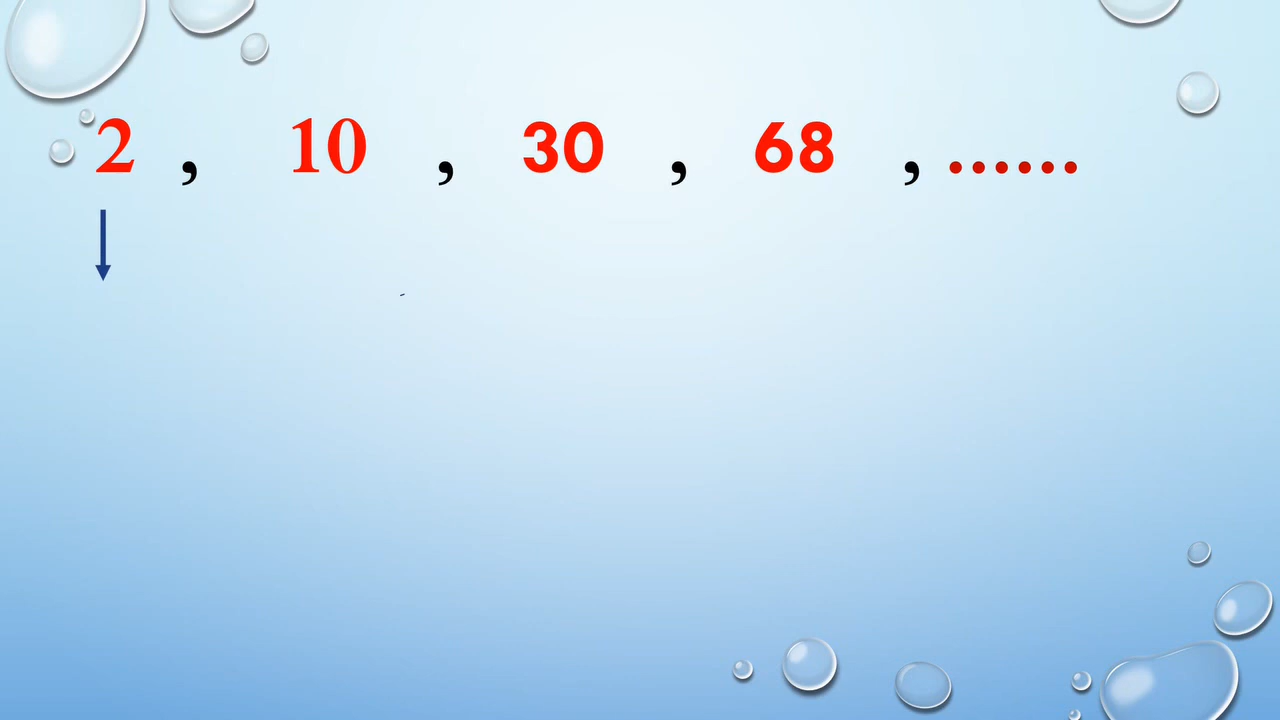 2 , 10 , 30 , 68 , ......